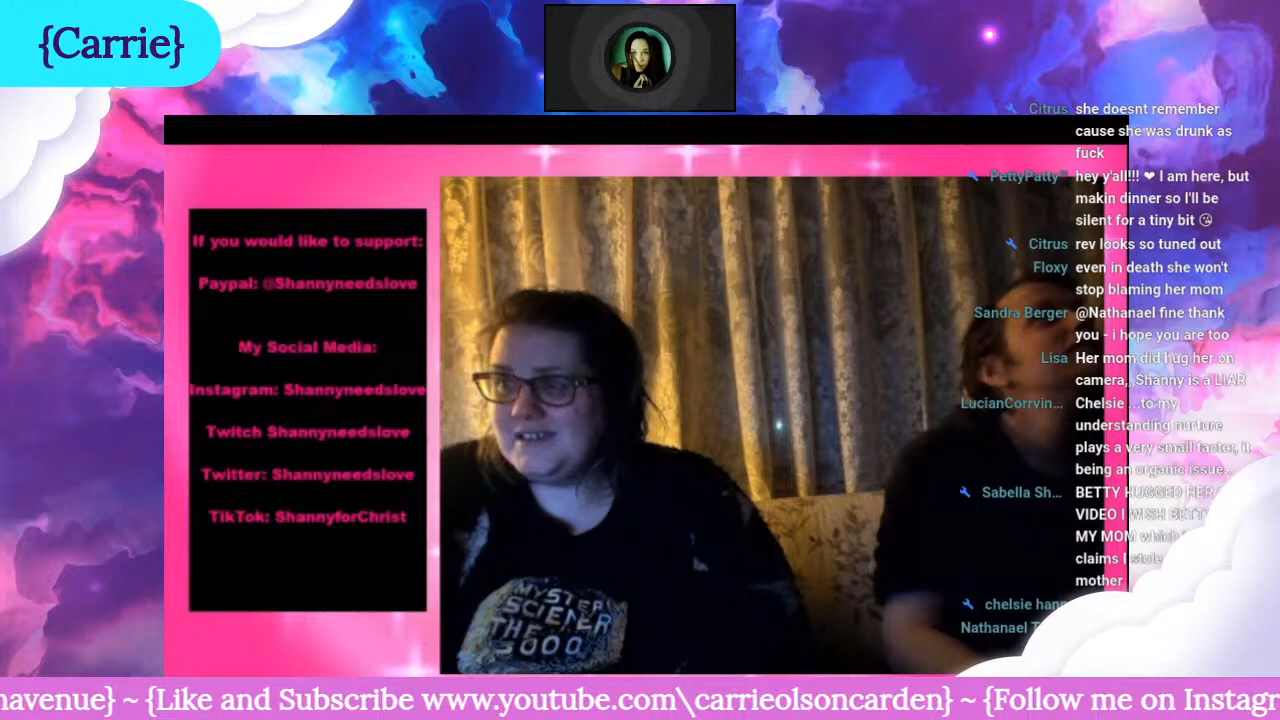 {Carrie}
If you would like to support:
Paypal: @Shannyneedslove
My Social Media:
Instagram: Shannyneedslove
Twitch Shannyneedslove
Twitter: Shannyneedslove
TikTok: ShannyforChrist
MYSTERY
SCIENCE
THEATER
3000
Citrus she doesnt remember
cause she was drunk as
fuck
PettyPatty hey y'all!!! ❤ I am here, but
makin dinner so I'll be
silent for a tiny bit 😘
Citrus rev looks so tuned out
Floxy even in death she won't
stop blaming her mom
Sandra Berger @Nathanael fine thank
you - i hope you are too
Lisa Her mom did hug her on
camera,,Shanny is a LIAR
LucianCorrvin... Chelsie ...to my
understanding nurture
plays a very small factor, it
being an organic issue..
Sabella Sh... BETTY HUGGED HER
VIDEO I WISH
MY MOM
claims I stole
mother
chelsie
Nathanael
navenue} ~ {Like and Subscribe www.youtube.com\carrieolsoncarden} ~ {Follow me on Instagr